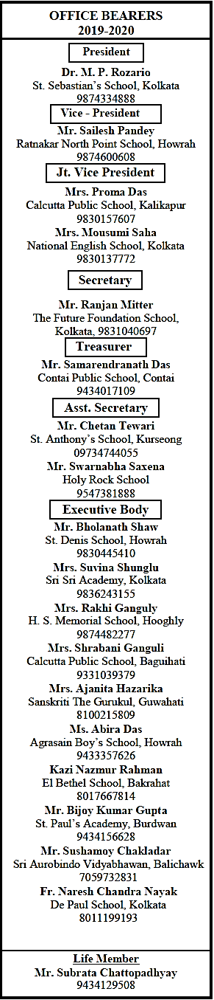 OFFICE BEARERS
2019-2020
President
Dr. M. P. Rozario
St. Sebastian's School, Kolkata
9874334888
Vice - President
Mr. Sailesh Pandey
Ratnakar North Point School, Howrah
9874600608
Jt. Vice President
Mrs. Proma Das
Calcutta Public School, Kalikapur
9830157607
Mrs. Mousumi Saha
National English School, Kolkata
9830137772
Secretary
Mr. Ranjan Mitter
The Future Foundation School,
Kolkata, 9831040697
Treasurer
Mr. Samarendranath Das
Contai Public School, Contai
9434017109
Asst. Secretary
Mr. Chetan Tewari
St. Anthony's School, Kurseong
09734744055
Mr. Swarnabha Saxena
Holy Rock School
9547381888
Executive Body
Mr. Bholanath Shaw
St. Denis School, Howrah
9830445410
Mrs. Suvina Shunglu
Sri Sri Academy, Kolkata
9836243155
Mrs. Rakhi Ganguly
H. S. Memorial School, Hooghly
9874482277
Mrs. Shrabani Ganguli
Calcutta Public School, Baguihati
9331039379
Mrs. Ajanita Hazarika
Sanskriti The Gurukul, Guwahati
8100215809
Ms. Abira Das
Agrasain Boy's School, Howrah
9433357626
Kazi Nazmur Rahman
El Bethel School, Bakrahat
8017667814
Mr. Bijoy Kumar Gupta
St. Paul's Academy, Burdwan
9434156628
Mr. Sushamoy Chakladar
Sri Aurobindo Vidyabhawan, Balichawk
7059732831
Fr. Naresh Chandra Nayak
De Paul School, Kolkata
8011199193
Life Member
Mr. Subrata Chattopadhyay
9434129508